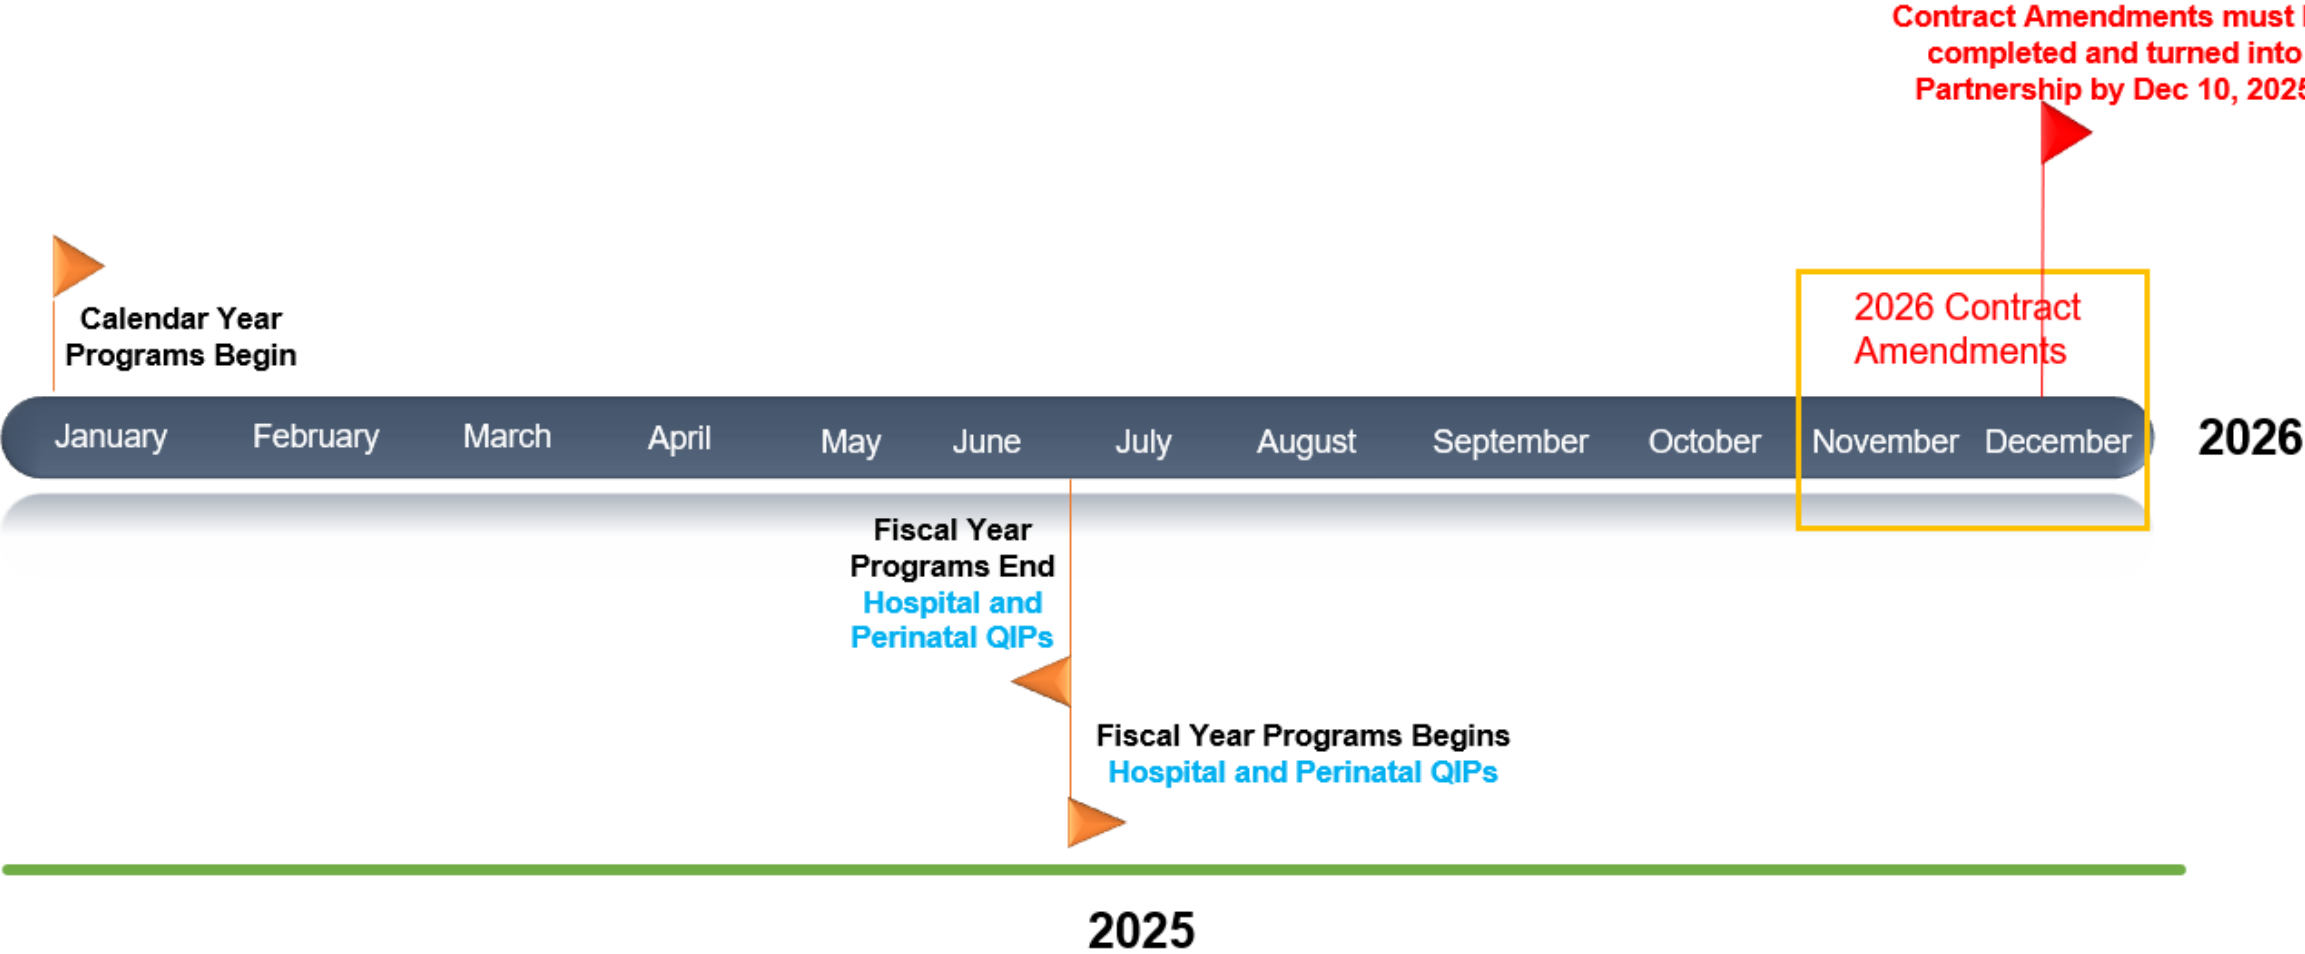 Contract Amendments must
completed and turned into
Partnership by Dec 10, 2025
Calendar Year
Programs Begin
2026 Contract
Amendments
January February March April May June July August September October November December
2026
Fiscal Year
Programs End
Hospital and
Perinatal QIPs
Fiscal Year Programs Begins
Hospital and Perinatal QIPs
2025